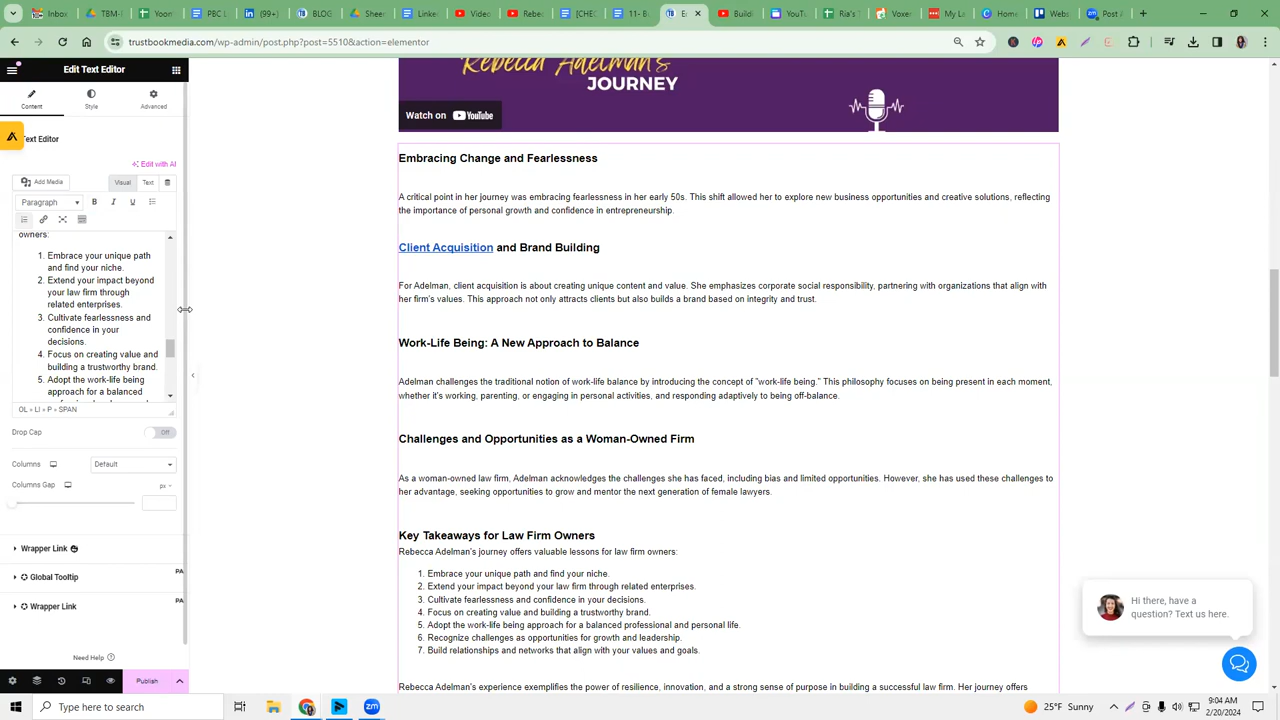 TBM-
Yoon
PBC L
(99+)
BLOG
Shee
Linke
Rebe
[CHE
11-
Buildi
YouT
Ria's
Voxer
My L
Home
Webs
Post
trustbookmedia.com/wp-admin/post.php?post=5510&action=elementor
Edit Text Editor
Content
Style
Advanced
Text Editor
Edit with AI
Add Media
Visual
Text
Paragraph
B
I
U
owners:
1. Embrace your unique path
and find your niche.
2. Extend your impact beyond
your law firm through
related enterprises.
3. Cultivate fearlessness and
confidence in your
decisions.
4. Focus on creating value and
building a trustworthy brand.
5. Adopt the work-life being
approach for a balanced
OL » LI » P » SPAN
Drop Cap
Off
Columns
Default
Columns Gap
px
Wrapper Link
PA
Global Tooltip
PA
Wrapper Link
Need Help
Publish
Rebecca Adelman's
JOURNEY
Watch on YouTube
Embracing Change and Fearlessness
A critical point in her journey was embracing fearlessness in her early 50s. This shift allowed her to explore new business opportunities and creative solutions, reflecting
the importance of personal growth and confidence in entrepreneurship.
Client Acquisition and Brand Building
For Adelman, client acquisition is about creating unique content and value. She emphasizes corporate social responsibility, partnering with organizations that align with
her firm's values. This approach not only attracts clients but also builds a brand based on integrity and trust.
Work-Life Being: A New Approach to Balance
Adelman challenges the traditional notion of work-life balance by introducing the concept of "work-life being." This philosophy focuses on being present in each moment,
whether it's working, parenting, or engaging in personal activities, and responding adaptively to being off-balance.
Challenges and Opportunities as a Woman-Owned Firm
As a woman-owned law firm, Adelman acknowledges the challenges she has faced, including bias and limited opportunities. However, she has used these challenges to
her advantage, seeking opportunities to grow and mentor the next generation of female lawyers.
Key Takeaways for Law Firm Owners
Rebecca Adelman's journey offers valuable lessons for law firm owners:
1. Embrace your unique path and find your niche.
2. Extend your impact beyond your law firm through related enterprises.
3. Cultivate fearlessness and confidence in your decisions.
4. Focus on creating value and building a trustworthy brand.
5. Adopt the work-life being approach for a balanced professional and personal life.
6. Recognize challenges as opportunities for growth and leadership.
7. Build relationships and networks that align with your values and goals.
Rebecca Adelman's experience exemplifies the power of resilience, innovation, and a strong sense of purpose in building a successful law firm. Her journey offers
Hi there, have a
question? Text us here.
Type here to search
zm
25°F Sunny
9:04 AM
2/20/2024